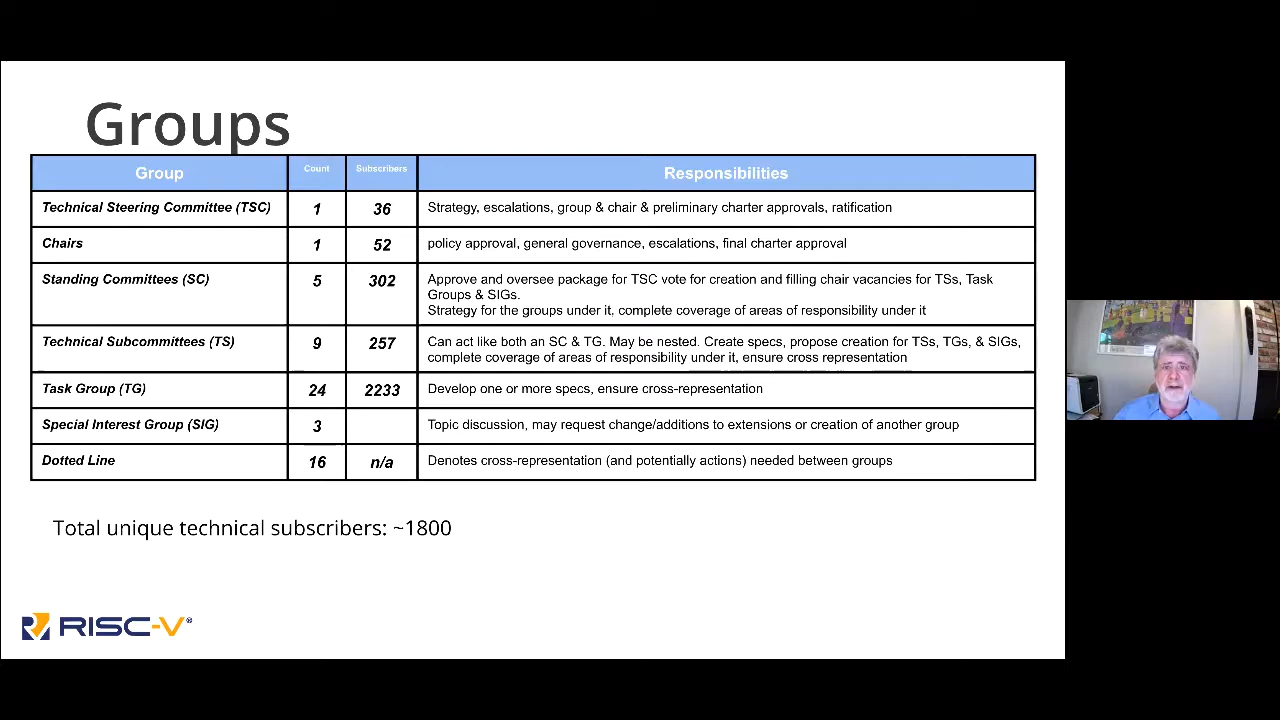 Groups
Group Count Subscribers Responsibilities
Technical Steering Committee (TSC) 1 36 Strategy, escalations, group & chair & preliminary charter approvals, ratification
Chairs 1 52 policy approval, general governance, escalations, final charter approval
Standing Committees (SC) 5 302 Approve and oversee package for TSC vote for creation and filling chair vacancies for TSs, Task
Groups & SIGs.
Strategy for the groups under it, complete coverage of areas of responsibility under it
Technical Subcommittees (TS) 9 257 Can act like both an SC & TG. May be nested. Create specs, propose creation for TSs, TGs, & SIGs,
complete coverage of areas of responsibility under it, ensure cross representation
Task Group (TG) 24 2233 Develop one or more specs, ensure cross-representation
Special Interest Group (SIG) 3 Topic discussion, may request change/additions to extensions or creation of another group
Dotted Line 16 n/a Denotes cross-representation (and potentially actions) needed between groups
Total unique technical subscribers: ~1800
RISC-V®